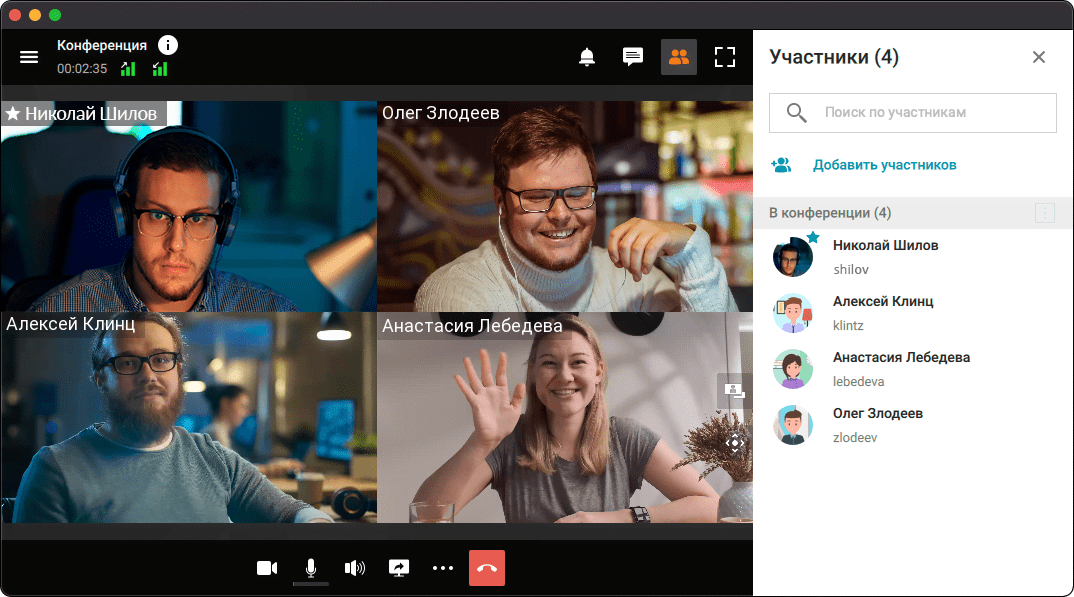 Конференция
00:02:35
Николай Шилов
Олег Злодеев
Алексей Клинц
Анастасия Лебедева
Участники (4)
Поиск по участникам
Добавить участников
В конференции (4)
Николай Шилов
shilov
Алексей Клинц
klintz
Анастасия Лебедева
lebedeva
Олег Злодеев
zlodeev